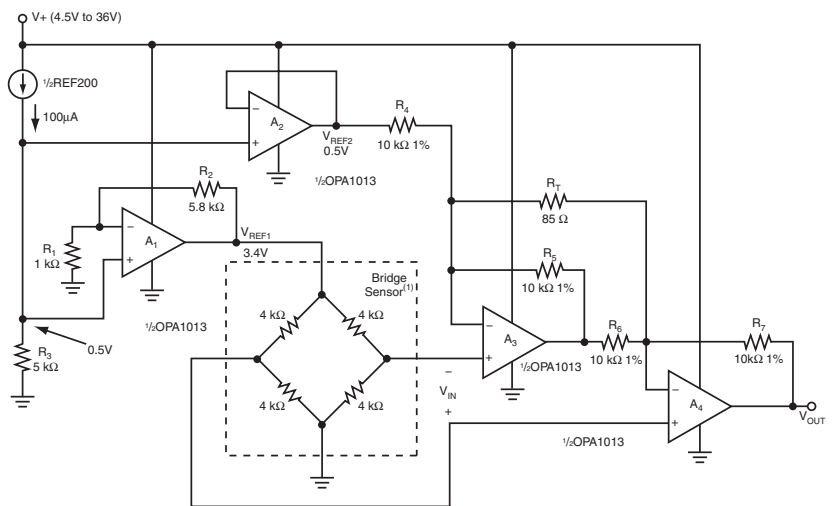 V+ (4.5V to 36V)
½REF200
100µA
A2
VREF2
0.5V
½OPA1013
R4
10 kΩ 1%
R2
5.8 kΩ
R1
1 kΩ
A1
VREF1
3.4V
½OPA1013
0.5V
R3
5 kΩ
Bridge
Sensor(1)
4 kΩ
4 kΩ
4 kΩ
4 kΩ
RT
85 Ω
R5
10 kΩ 1%
A3
½OPA1013
R6
10 kΩ 1%
R7
10kΩ 1%
−
VIN
+
A4
½OPA1013
VOUT